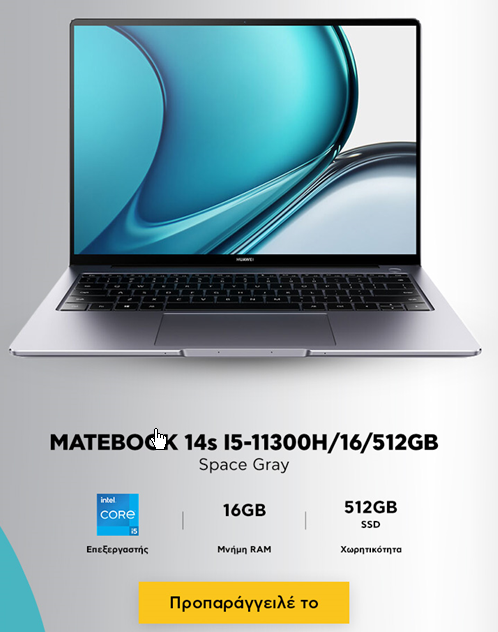 HUAWEI
MATEBOOK 14s I5-11300H/16/512GB
Space Gray
intel
CORE
i5
Επεξεργαστής
16GB
Μνήμη RAM
512GB
SSD
Χωρητικότητα
Προπαράγγειλέ το